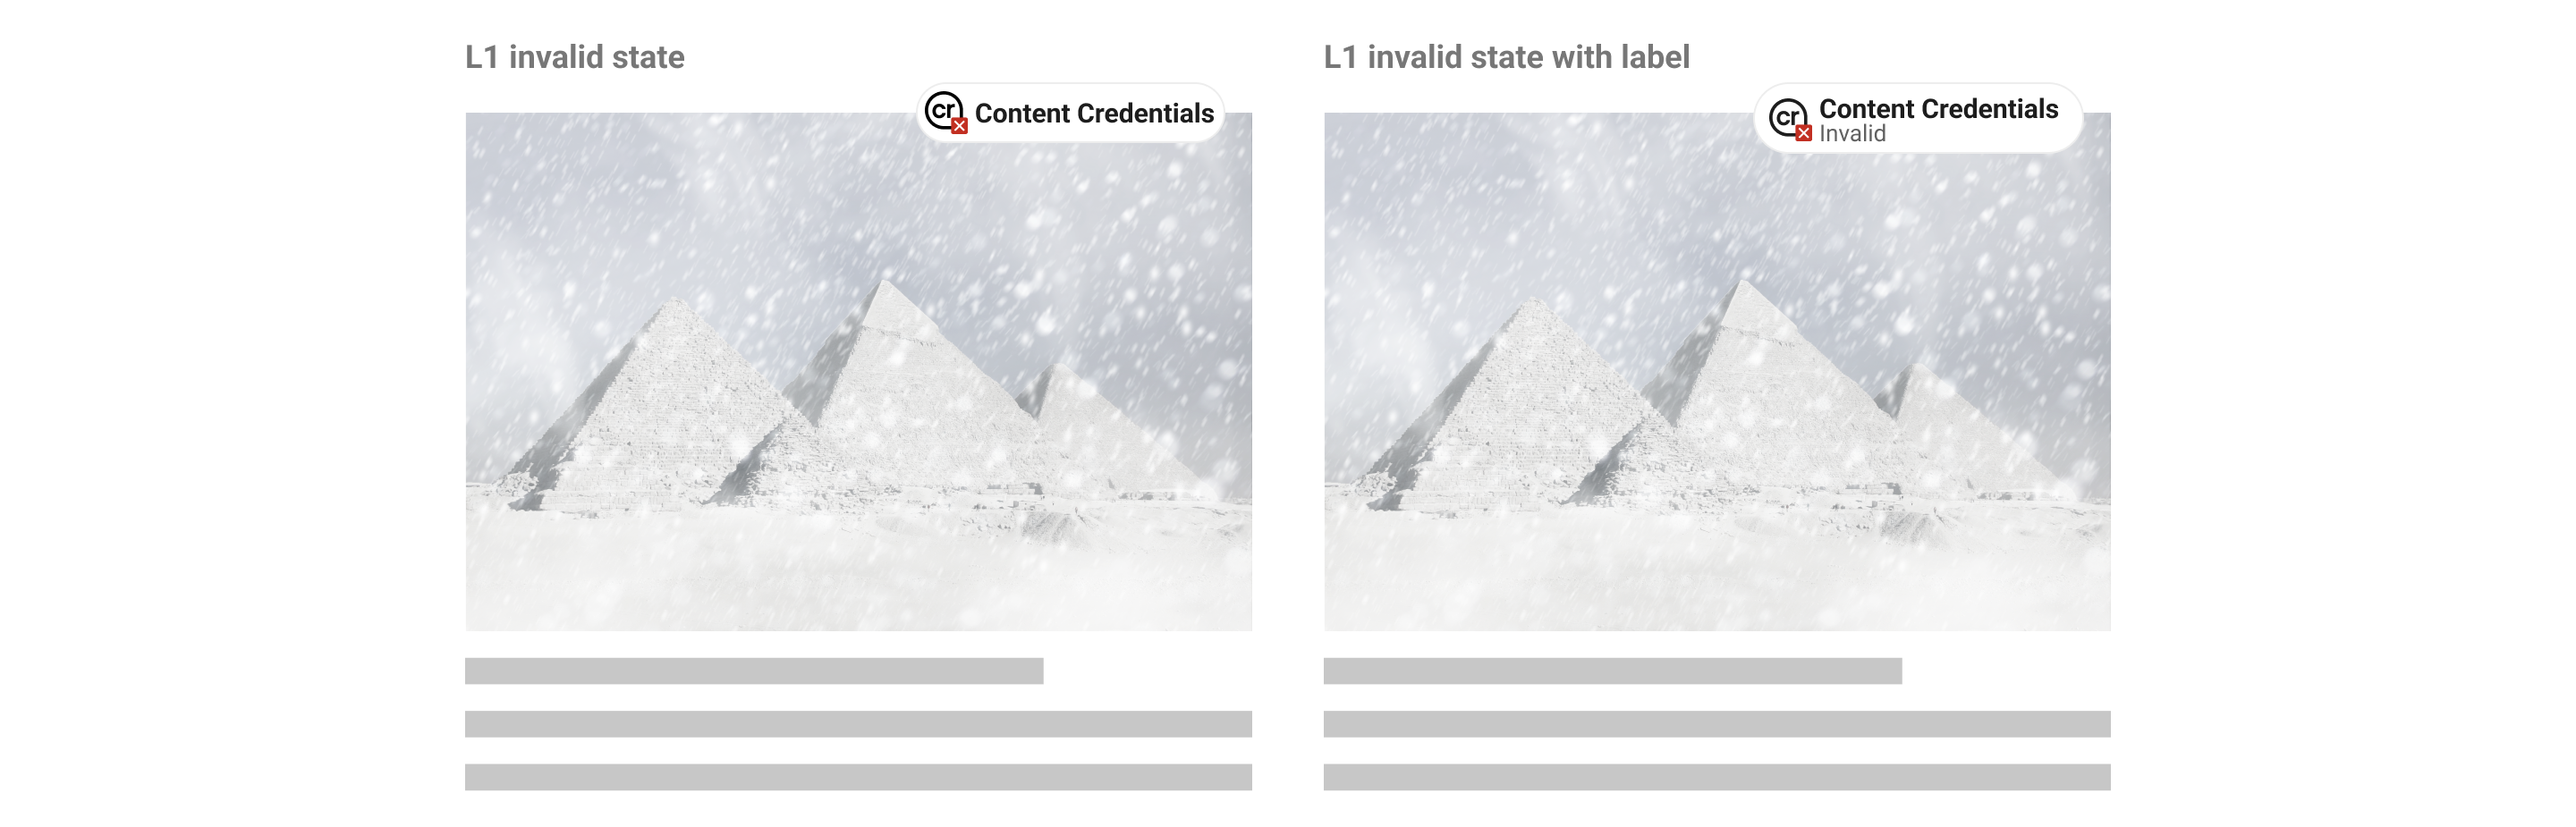 L1 invalid state
cr Content Credentials
L1 invalid state with label
cr Content Credentials
Invalid